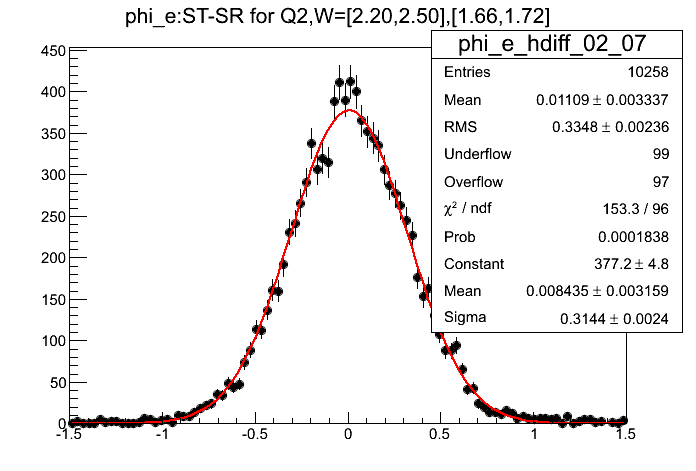 phi_e:ST-SR for Q2,W=[2.20,2.50],[1.66,1.72]
phi_e_hdiff_02_07
Entries 10258
Mean 0.01109 ± 0.003337
RMS 0.3348 ± 0.00236
Underflow 99
Overflow 97
χ² / ndf 153.3 / 96
Prob 0.0001838
Constant 377.2 ± 4.8
Mean 0.008435 ± 0.003159
Sigma 0.3144 ± 0.0024
450
400
350
300
250
200
150
100
50
0
-1.5 -1 -0.5 0 0.5 1 1.5